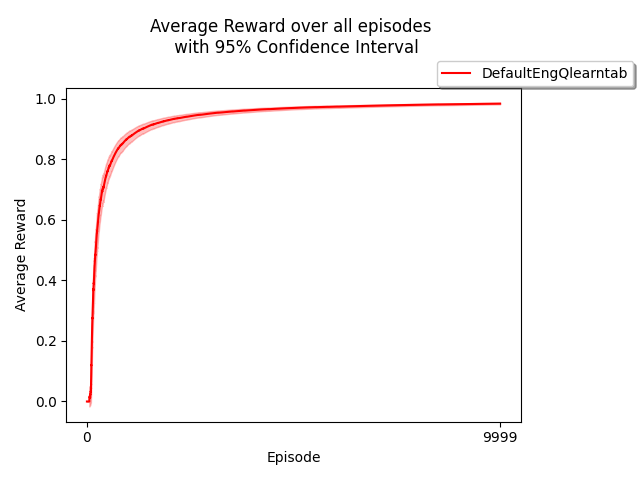 Average Reward over all episodes
with 95% Confidence Interval
DefaultEngQlearntab
1.0
0.8
0.6
0.4
0.2
0.0
Average Reward
0
9999
Episode